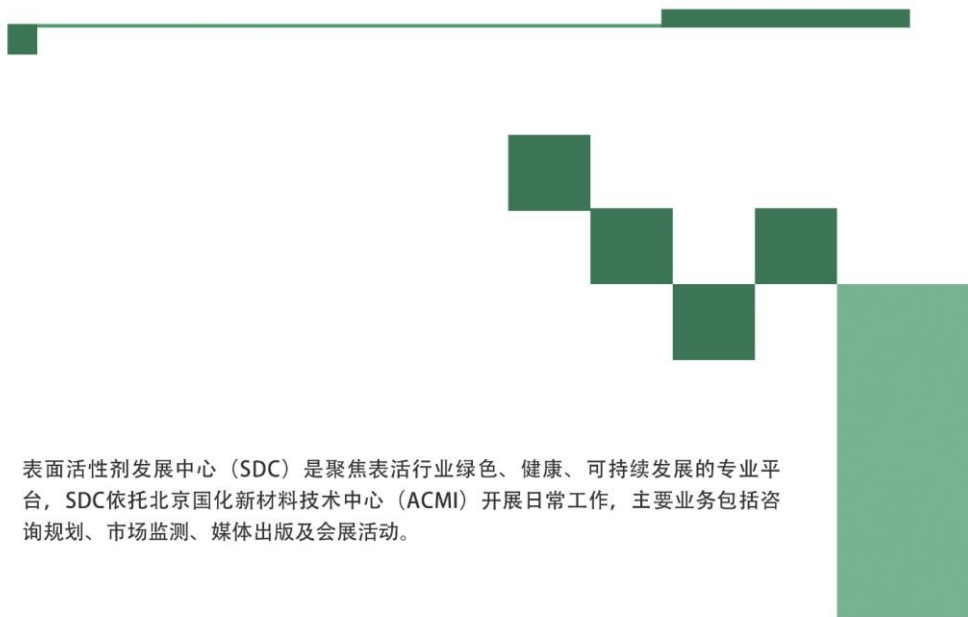 表面活性剂发展中心（SDC）是聚焦表活行业绿色、健康、可持续发展的专业平
台，SDC依托北京国化新材料技术中心（ACMI）开展日常工作，主要业务包括咨
询规划、市场监测、媒体出版及会展活动。